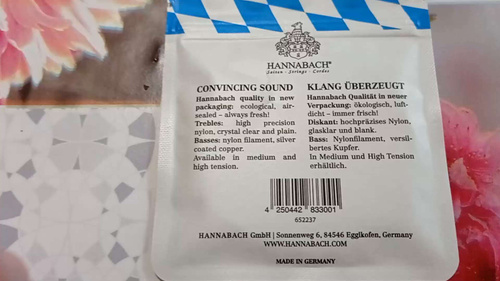 HANNABACH®
Saiten · Strings · Cordes
CONVINCING SOUND
Hannabach quality in new
packaging: ecological, air-
sealed – always fresh!
Trebles: high precision
nylon, crystal clear and plain.
Basses: nylon filament, silver
coated copper.
Available in medium and
high tension.
KLANG ÜBERZEUGT
Hannabach Qualität in neuer
Verpackung: ökologisch, luft-
dicht – immer frisch!
Diskant: hochpräzises Nylon,
glasklar und blank.
Bass: Nylonfilament, versil-
bertes Kupfer.
In Medium und High Tension
erhältlich.
4 250442 833001
652237
HANNABACH GmbH | Sonnenweg 6, 84546 Egglkofen, Germany
WWW.HANNABACH.COM
MADE IN GERMANY